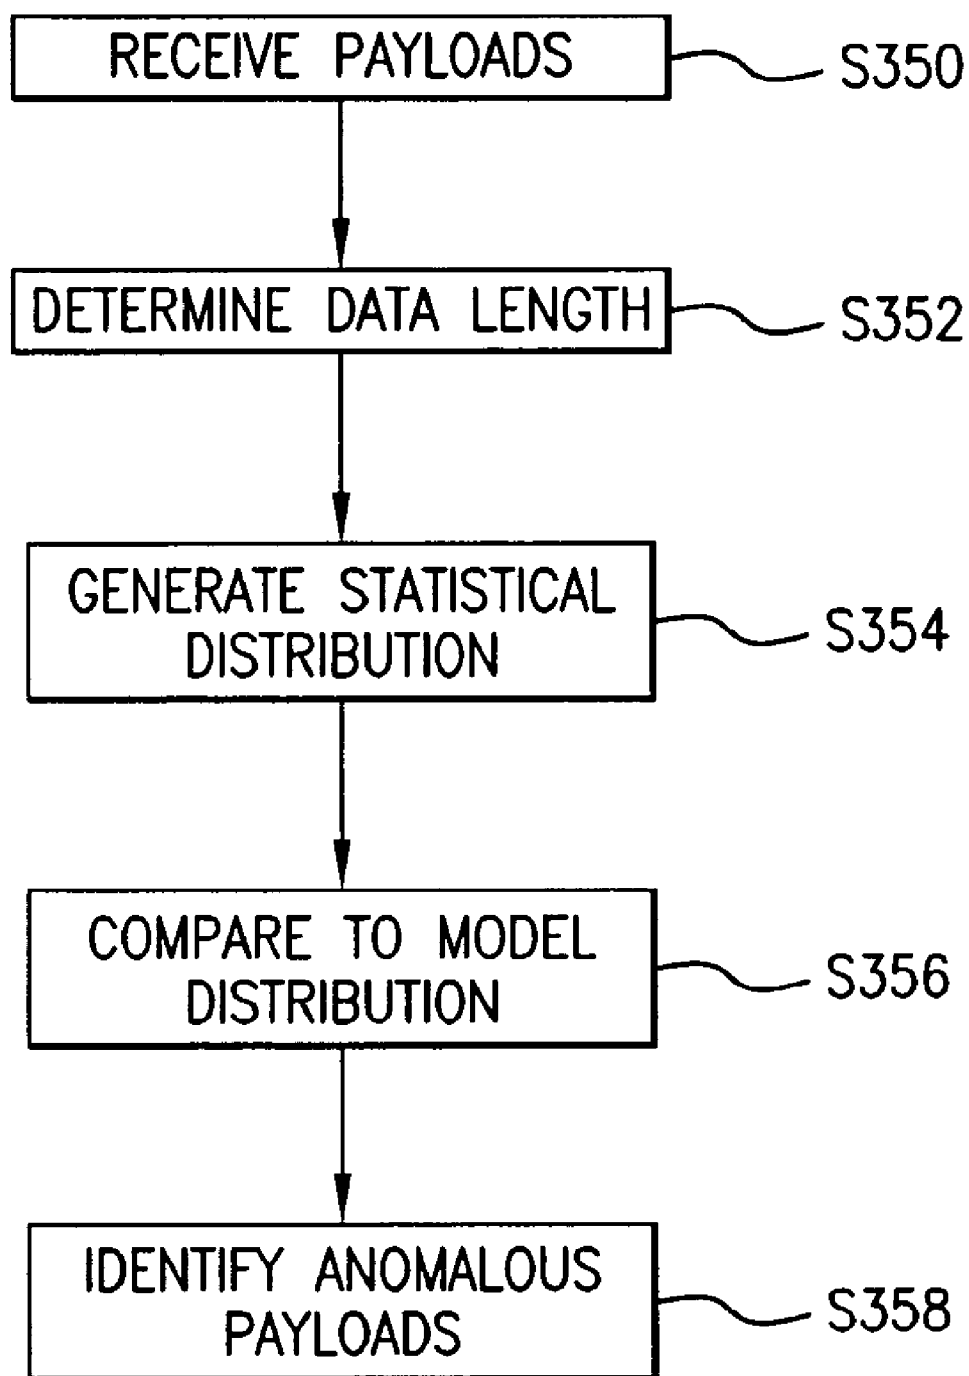 RECEIVE PAYLOADS
S350
DETERMINE DATA LENGTH
S352
GENERATE STATISTICAL
DISTRIBUTION
S354
COMPARE TO MODEL
DISTRIBUTION
S356
IDENTIFY ANOMALOUS
PAYLOADS
S358